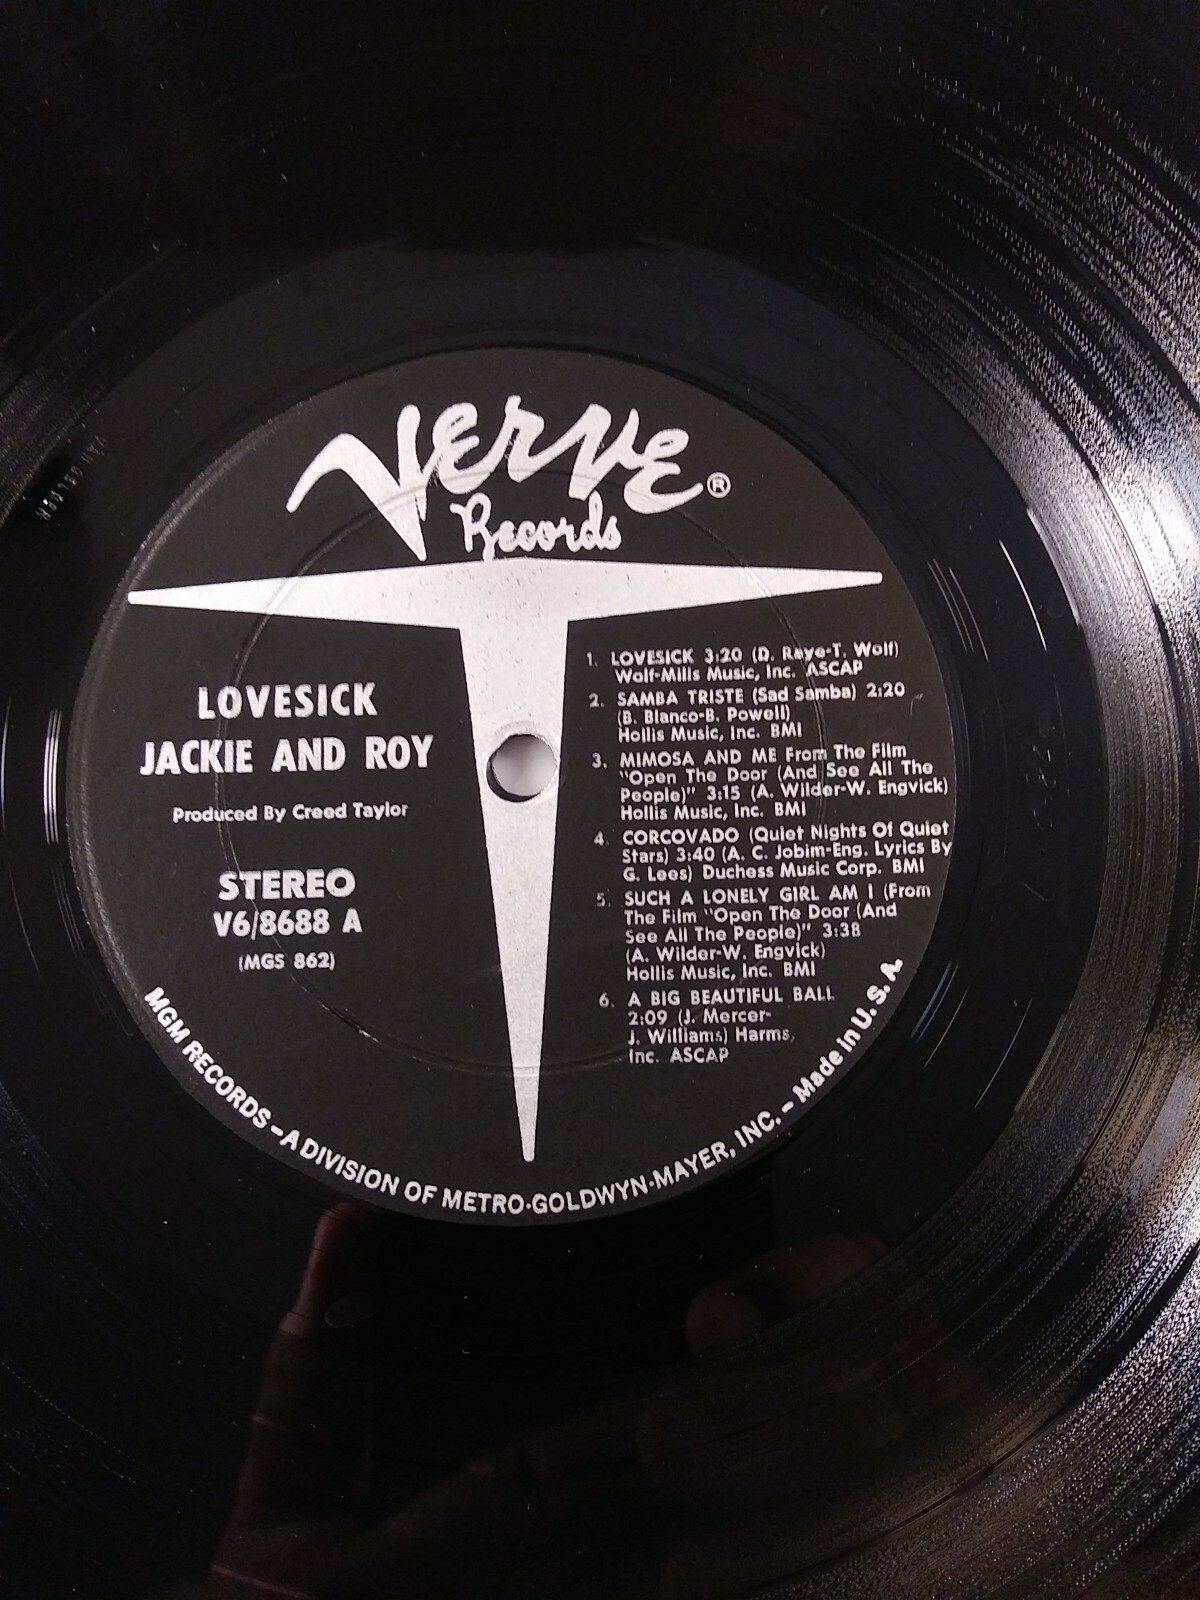 Verve ®
Records
LOVESICK
JACKIE AND ROY
Produced By Creed Taylor
STEREO
V6/8688 A
(MGS 862)
1. LOVESICK 3:20 (D. Raye-T. Wolf)
Wolf-Mills Music, Inc. ASCAP
2. SAMBA TRISTE (Sad Samba) 2:20
(B. Blanco-B. Powell)
Hollis Music, Inc. BMI
3. MIMOSA AND ME From The Film
"Open The Door (And See All The
People)" 3:15 (A. Wilder-W. Engvick)
Hollis Music, Inc. BMI
4. CORCOVADO (Quiet Nights Of Quiet
Stars) 3:40 (A. C. Jobim-Eng. Lyrics By
G. Lees) Duchess Music Corp. BMI
5. SUCH A LONELY GIRL AM I (From
The Film "Open The Door (And
See All The People)" 3:38
(A. Wilder-W. Engvick)
Hollis Music, Inc. BMI
6. A BIG BEAUTIFUL BALL
2:09 (J. Mercer-
J. Williams) Harms,
Inc. ASCAP
MGM RECORDS – A DIVISION OF METRO-GOLDWYN-MAYER, INC. – Made in U. S. A.
VAN GELDER